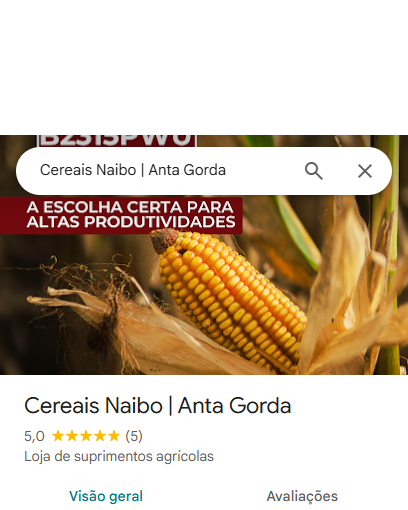 B2315PWU
Cereais Naibo | Anta Gorda
A ESCOLHA CERTA PARA
ALTAS PRODUTIVIDADES
Cereais Naibo | Anta Gorda
5,0 ★★★★★ (5)
Loja de suprimentos agrícolas
Visão geral
Avaliações